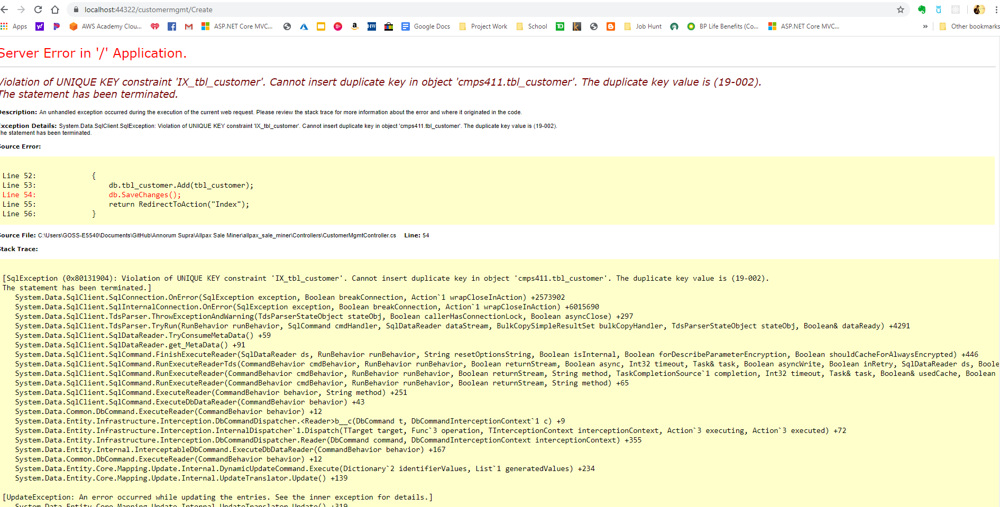 localhost:44322/customermgmt/Create
Apps AWS Academy Clou... ASP.NET Core MVC... HW Google Docs Project Work School TD k Job Hunt BP Life Benefits (Co... ASP.NET Core MVC... » Other bookmarks
Server Error in '/' Application.
Violation of UNIQUE KEY constraint 'IX_tbl_customer'. Cannot insert duplicate key in object 'cmps411.tbl_customer'. The duplicate key value is (19-002).
The statement has been terminated.
Description: An unhandled exception occurred during the execution of the current web request. Please review the stack trace for more information about the error and where it originated in the code.
Exception Details: System.Data.SqlClient.SqlException: Violation of UNIQUE KEY constraint 'IX_tbl_customer'. Cannot insert duplicate key in object 'cmps411.tbl_customer'. The duplicate key value is (19-002).
The statement has been terminated.
Source Error:
Line 52: {
Line 53: db.tbl_customer.Add(tbl_customer);
Line 54: db.SaveChanges();
Line 55: return RedirectToAction("Index");
Line 56: }
Source File: C:\Users\GOSS-E5540\Documents\GitHub\Annorum Supra\Allpax Sale Miner\allpax_sale_miner\Controllers\CustomerMgmtController.cs Line: 54
Stack Trace:
[SqlException (0x80131904): Violation of UNIQUE KEY constraint 'IX_tbl_customer'. Cannot insert duplicate key in object 'cmps411.tbl_customer'. The duplicate key value is (19-002).
The statement has been terminated.]
System.Data.SqlClient.SqlConnection.OnError(SqlException exception, Boolean breakConnection, Action`1 wrapCloseInAction) +2573902
System.Data.SqlClient.SqlInternalConnection.OnError(SqlException exception, Boolean breakConnection, Action`1 wrapCloseInAction) +6015690
System.Data.SqlClient.TdsParser.ThrowExceptionAndWarning(TdsParserStateObject stateObj, Boolean callerHasConnectionLock, Boolean asyncClose) +297
System.Data.SqlClient.TdsParser.TryRun(RunBehavior runBehavior, SqlCommand cmdHandler, SqlDataReader dataStream, BulkCopySimpleResultSet bulkCopyHandler, TdsParserStateObject stateObj, Boolean& dataReady) +4291
System.Data.SqlClient.SqlDataReader.TryConsumeMetaData() +59
System.Data.SqlClient.SqlDataReader.get_MetaData() +91
System.Data.SqlClient.SqlCommand.FinishExecuteReader(SqlDataReader ds, RunBehavior runBehavior, String resetOptionsString, Boolean isInternal, Boolean forDescribeParameterEncryption, Boolean shouldCacheForAlwaysEncrypted) +446
System.Data.SqlClient.SqlCommand.RunExecuteReaderTds(CommandBehavior cmdBehavior, RunBehavior runBehavior, Boolean returnStream, Boolean async, Int32 timeout, Task& task, Boolean asyncWrite, Boolean inRetry, SqlDataReader ds, Boole
System.Data.SqlClient.SqlCommand.RunExecuteReader(CommandBehavior cmdBehavior, RunBehavior runBehavior, Boolean returnStream, String method, TaskCompletionSource`1 completion, Int32 timeout, Task& task, Boolean& usedCache, Boolean
System.Data.SqlClient.SqlCommand.RunExecuteReader(CommandBehavior cmdBehavior, RunBehavior runBehavior, Boolean returnStream, String method) +65
System.Data.SqlClient.SqlCommand.ExecuteReader(CommandBehavior behavior, String method) +251
System.Data.SqlClient.SqlCommand.ExecuteDbDataReader(CommandBehavior behavior) +43
System.Data.Common.DbCommand.ExecuteReader(CommandBehavior behavior) +12
System.Data.Entity.Infrastructure.Interception.DbCommandDispatcher.<Reader>b__c(DbCommand t, DbCommandInterceptionContext`1 c) +9
System.Data.Entity.Infrastructure.Interception.InternalDispatcher`1.Dispatch(TTarget target, Func`3 operation, TInterceptionContext interceptionContext, Action`3 executing, Action`3 executed) +72
System.Data.Entity.Infrastructure.Interception.DbCommandDispatcher.Reader(DbCommand command, DbCommandInterceptionContext interceptionContext) +355
System.Data.Entity.Internal.InterceptableDbCommand.ExecuteDbDataReader(CommandBehavior behavior) +167
System.Data.Common.DbCommand.ExecuteReader(CommandBehavior behavior) +12
System.Data.Entity.Core.Mapping.Update.Internal.DynamicUpdateCommand.Execute(Dictionary`2 identifierValues, List`1 generatedValues) +234
System.Data.Entity.Core.Mapping.Update.Internal.UpdateTranslator.Update() +139
[UpdateException: An error occurred while updating the entries. See the inner exception for details.]
System.Data.Entity.Core.Mapping.Update.Internal.UpdateTranslator.Update() +319